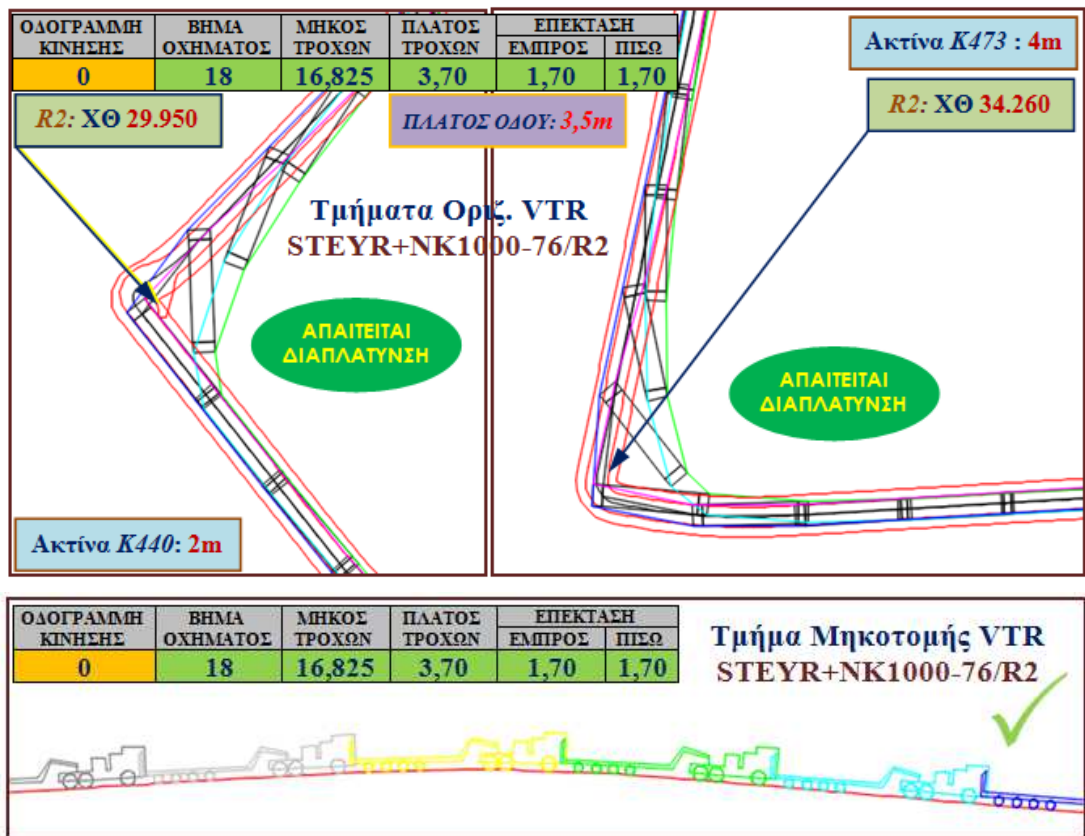 ΟΔΟΓΡΑΜΜΗ ΚΙΝΗΣΗΣ ΒΗΜΑ ΟΧΗΜΑΤΟΣ ΜΗΚΟΣ ΤΡΟΧΩΝ ΠΛΑΤΟΣ ΤΡΟΧΩΝ ΕΠΕΚΤΑΣΗ ΕΜΠΡΟΣ ΠΙΣΩ
0 18 16,825 3,70 1,70 1,70
R2: ΧΘ 29.950
ΠΛΑΤΟΣ ΟΔΟΥ: 3,5m
Ακτίνα K473 : 4m
R2: ΧΘ 34.260
Τμήματα Οριζ. VTR
STEYR+NK1000-76/R2
ΑΠΑΙΤΕΙΤΑΙ
ΔΙΑΠΛΑΤΥΝΣΗ
ΑΠΑΙΤΕΙΤΑΙ
ΔΙΑΠΛΑΤΥΝΣΗ
Ακτίνα K440: 2m
ΟΔΟΓΡΑΜΜΗ ΚΙΝΗΣΗΣ ΒΗΜΑ ΟΧΗΜΑΤΟΣ ΜΗΚΟΣ ΤΡΟΧΩΝ ΠΛΑΤΟΣ ΤΡΟΧΩΝ ΕΠΕΚΤΑΣΗ ΕΜΠΡΟΣ ΠΙΣΩ
0 18 16,825 3,70 1,70 1,70
Τμήμα Μηκοτομής VTR
STEYR+NK1000-76/R2